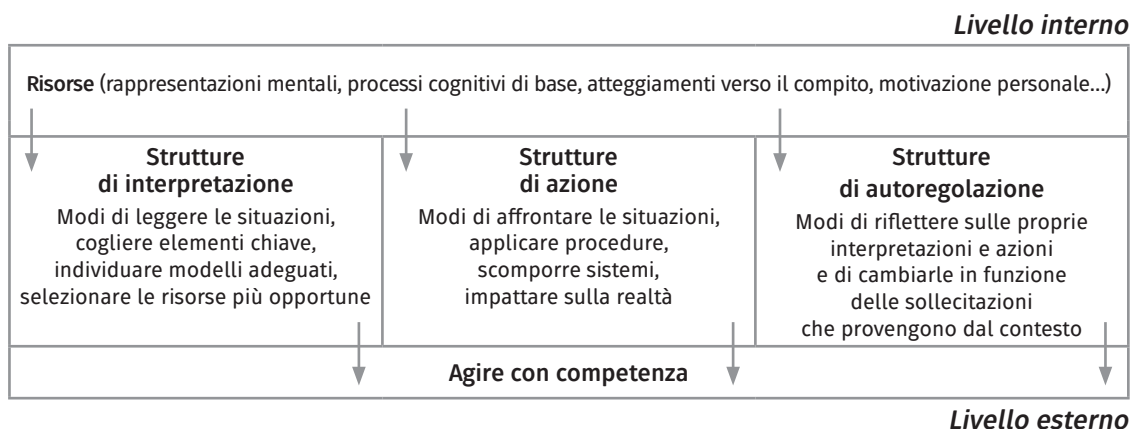 Livello interno
Risorse (rappresentazioni mentali, processi cognitivi di base, atteggiamenti verso il compito, motivazione personale...)
Strutture
di interpretazione
Modi di leggere le situazioni,
cogliere elementi chiave,
individuare modelli adeguati,
selezionare le risorse più opportune
Strutture
di azione
Modi di affrontare le situazioni,
applicare procedure,
scomporre sistemi,
impattare sulla realtà
Strutture
di autoregolazione
Modi di riflettere sulle proprie
interpretazioni e azioni
e di cambiarle in funzione
delle sollecitazioni
che provengono dal contesto
Agire con competenza
Livello esterno